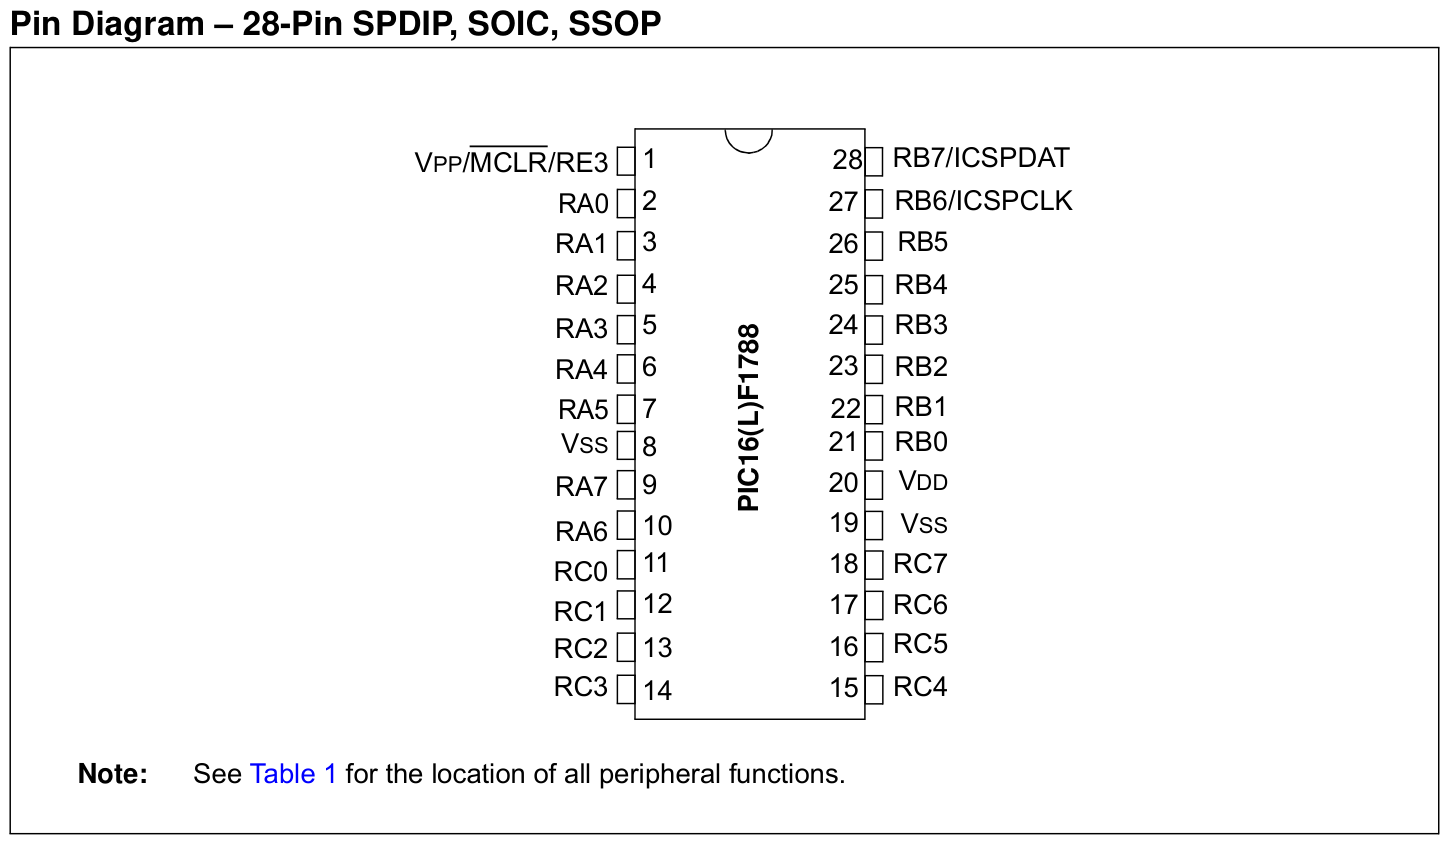 Pin Diagram – 28-Pin SPDIP, SOIC, SSOP
VPP/MCLR/RE3 1 28 RB7/ICSPDAT
RA0 2 27 RB6/ICSPCLK
RA1 3 26 RB5
RA2 4 25 RB4
RA3 5 24 RB3
RA4 6 23 RB2
RA5 7 22 RB1
VSS 8 21 RB0
RA7 9 20 VDD
RA6 10 19 VSS
RC0 11 18 RC7
RC1 12 17 RC6
RC2 13 16 RC5
RC3 14 15 RC4
PIC16(L)F1788
Note: See Table 1 for the location of all peripheral functions.